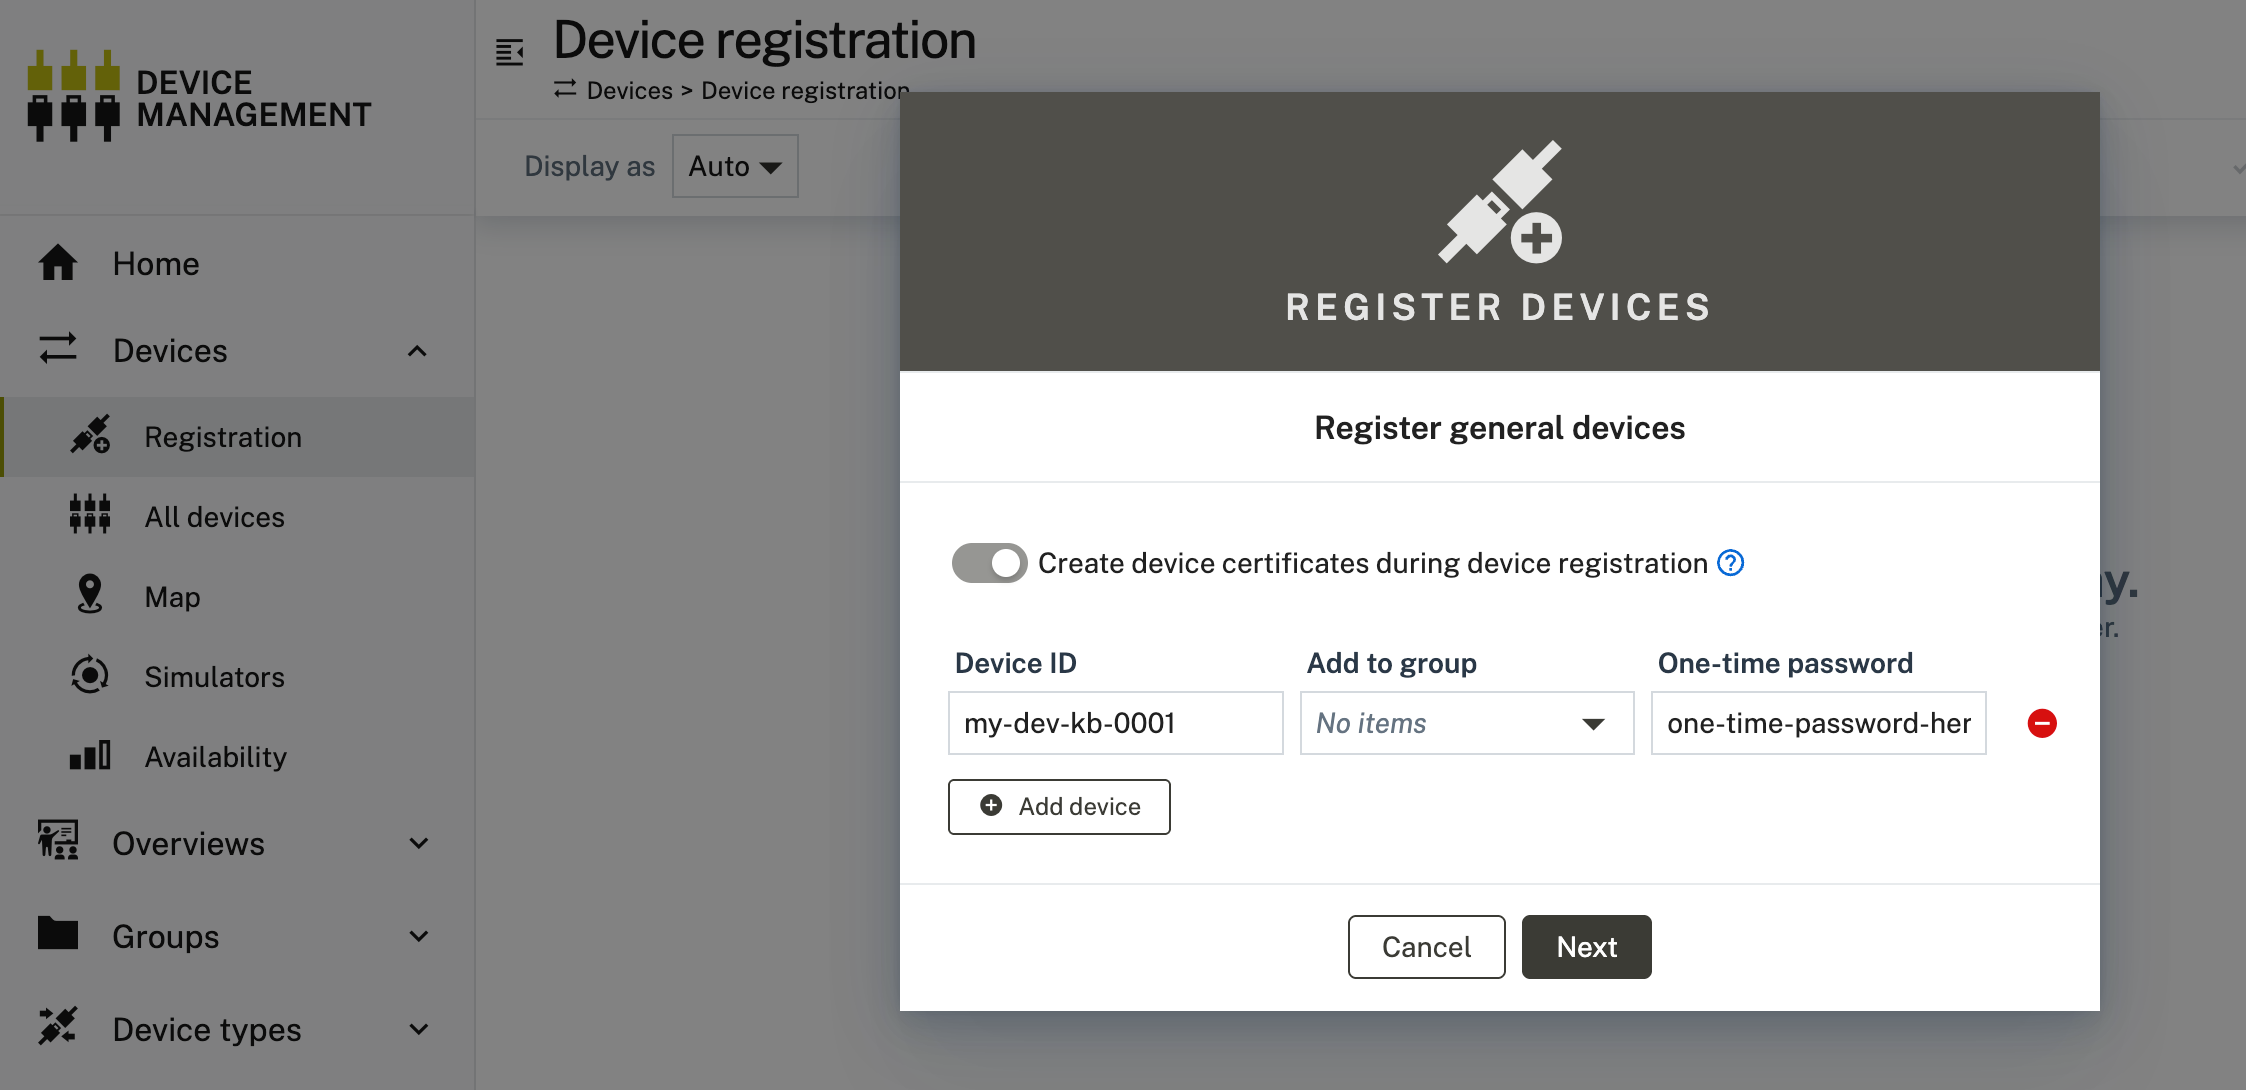 DEVICE
MANAGEMENT
Home
Devices
Registration
All devices
Map
Simulators
Availability
Overviews
Groups
Device types
Device registration
Devices > Device registration
Display as
Auto
REGISTER DEVICES
Register general devices
Create device certificates during device registration
Device ID
Add to group
One-time password
my-dev-kb-0001
No items
one-time-password-her
Add device
Cancel
Next